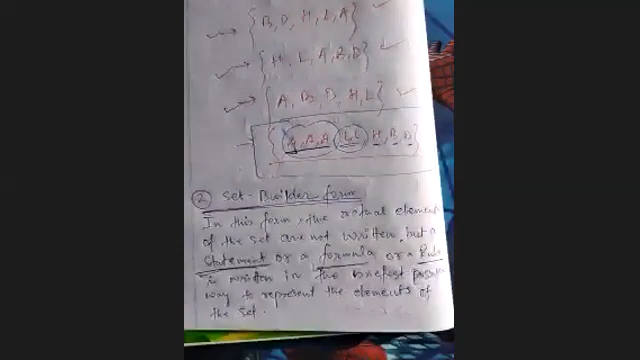 {B, D, H, L, A}
{H, L, A, B, D}
{A, B, D, H, L}
{A, A, A, L, L, H, B, D}
② Set-Builder form
In this form the actual element
of the set are not written, but a
statement or a formula or a Rule
is written in the briefest possible
way to represent the elements of
the set.